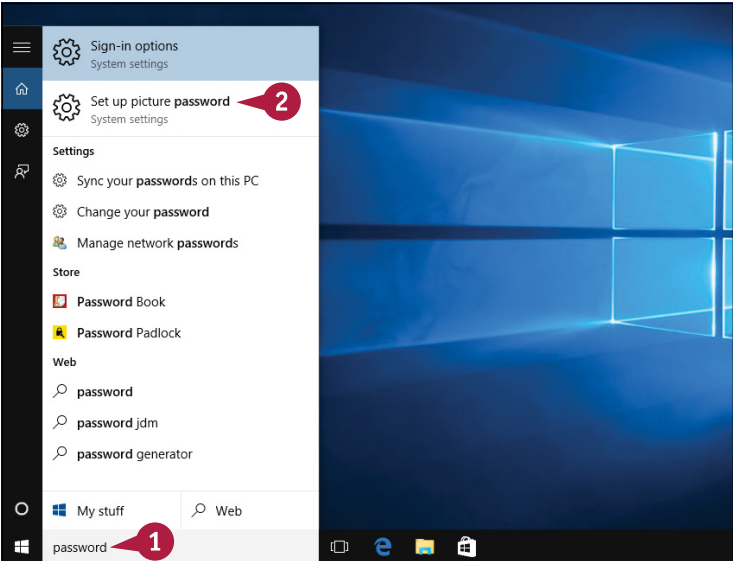 Sign-in options
System settings
Set up picture password
2
System settings
Settings
Sync your passwords on this PC
Change your password
Manage network passwords
Store
Password Book
Password Padlock
Web
password
password jdm
password generator
My stuff
Web
password
1